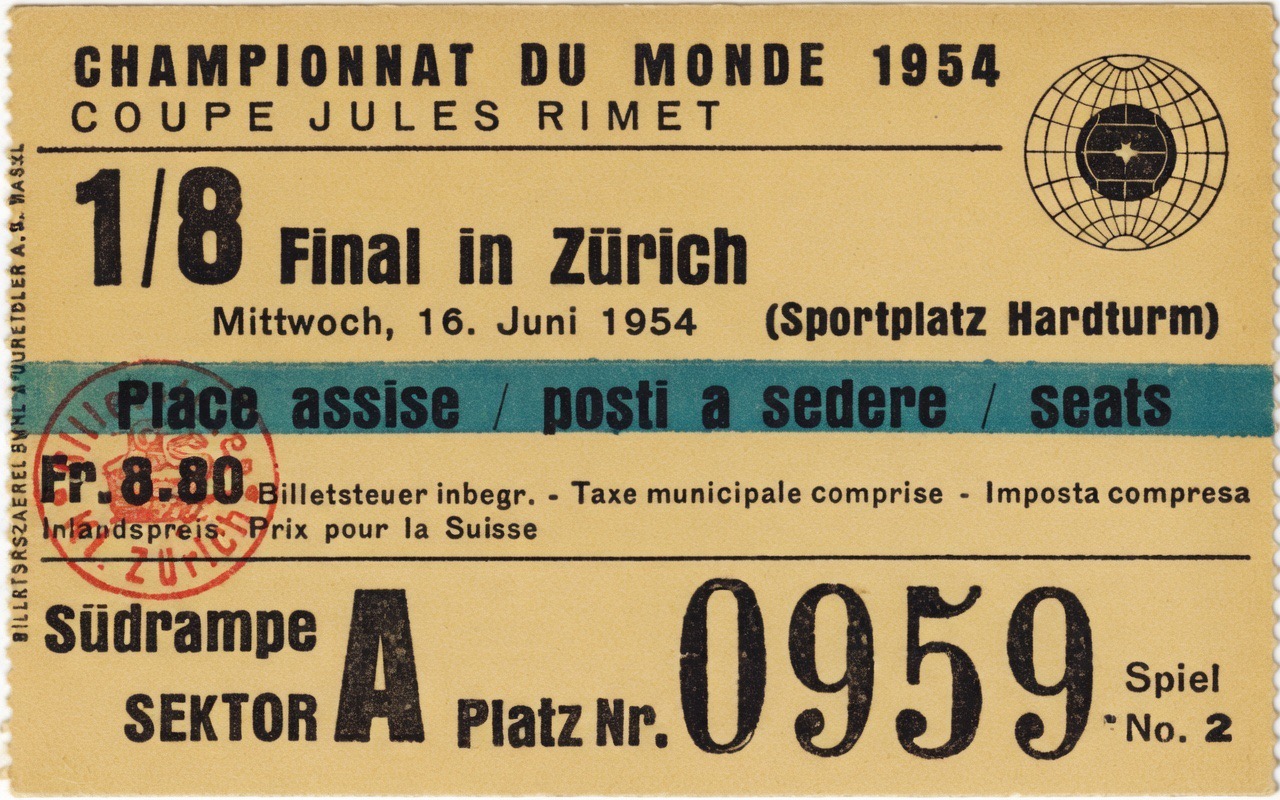 CHAMPIONNAT DU MONDE 1954
COUPE JULES RIMET
1/8 Final in Zürich
Mittwoch, 16. Juni 1954 (Sportplatz Hardturm)
Place assise / posti a sedere / seats
Fr. 8.80 Billetsteuer inbegr. - Taxe municipale comprise - Imposta compresa
Inlandspreis. Prix pour la Suisse
Südrampe
SEKTOR A Platz Nr. 0959
Spiel
No. 2
Zürich